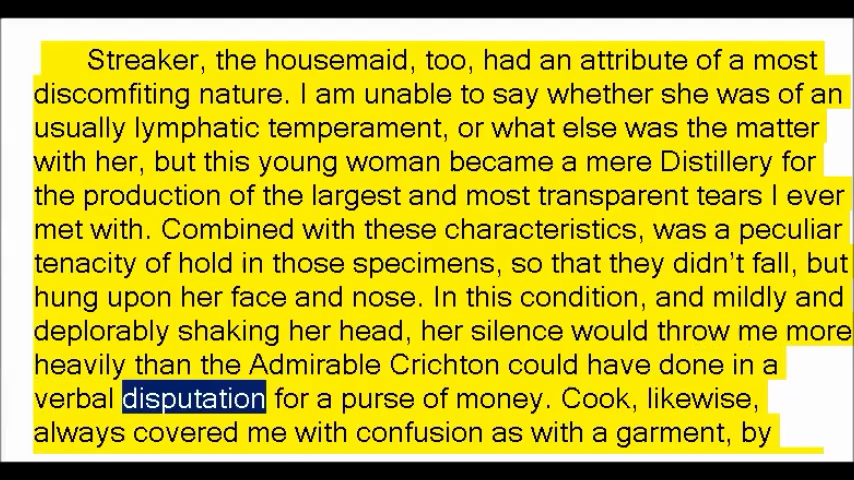 Streaker, the housemaid, too, had an attribute of a most
discomfiting nature. I am unable to say whether she was of an
usually lymphatic temperament, or what else was the matter
with her, but this young woman became a mere Distillery for
the production of the largest and most transparent tears I ever
met with. Combined with these characteristics, was a peculiar
tenacity of hold in those specimens, so that they didn’t fall, but
hung upon her face and nose. In this condition, and mildly and
deplorably shaking her head, her silence would throw me more
heavily than the Admirable Crichton could have done in a
verbal disputation for a purse of money. Cook, likewise,
always covered me with confusion as with a garment, by